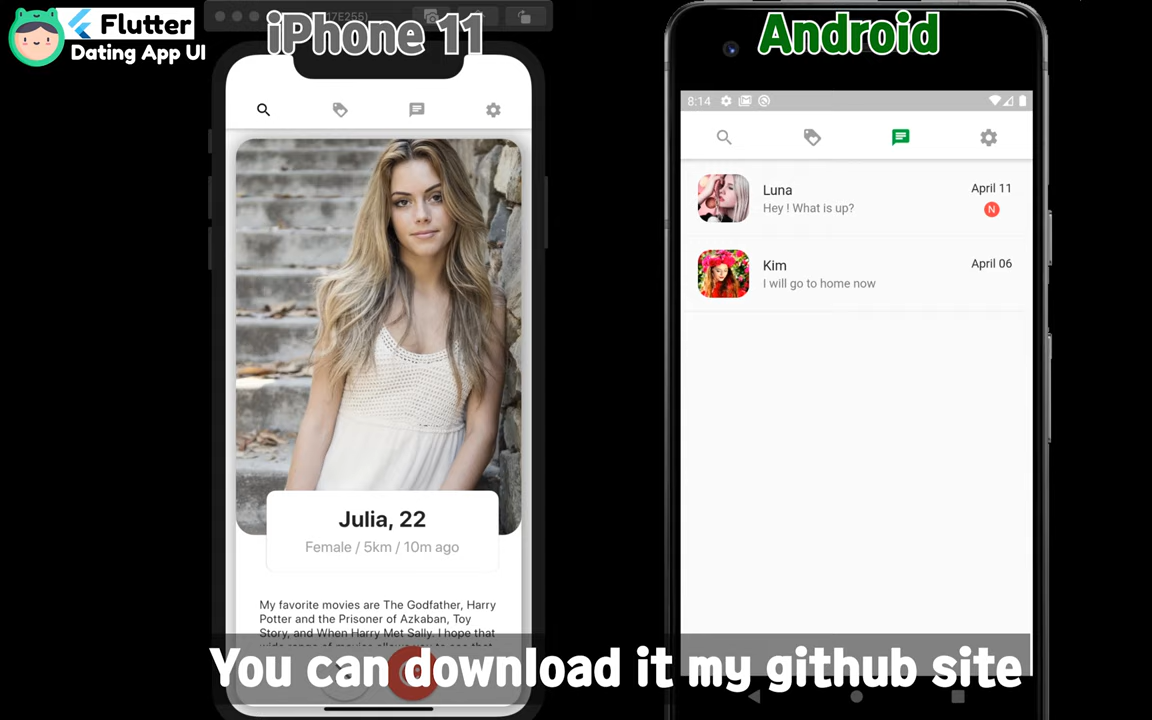 Flutter
Dating App UI
iPhone 11
Android
8:14
Luna
Hey ! What is up?
April 11
N
Kim
I will go to home now
April 06
Julia, 22
Female / 5km / 10m ago
My favorite movies are The Godfather, Harry
Potter and the Prisoner of Azkaban, Toy
Story, and When Harry Met Sally. I hope that
You can download it my github site